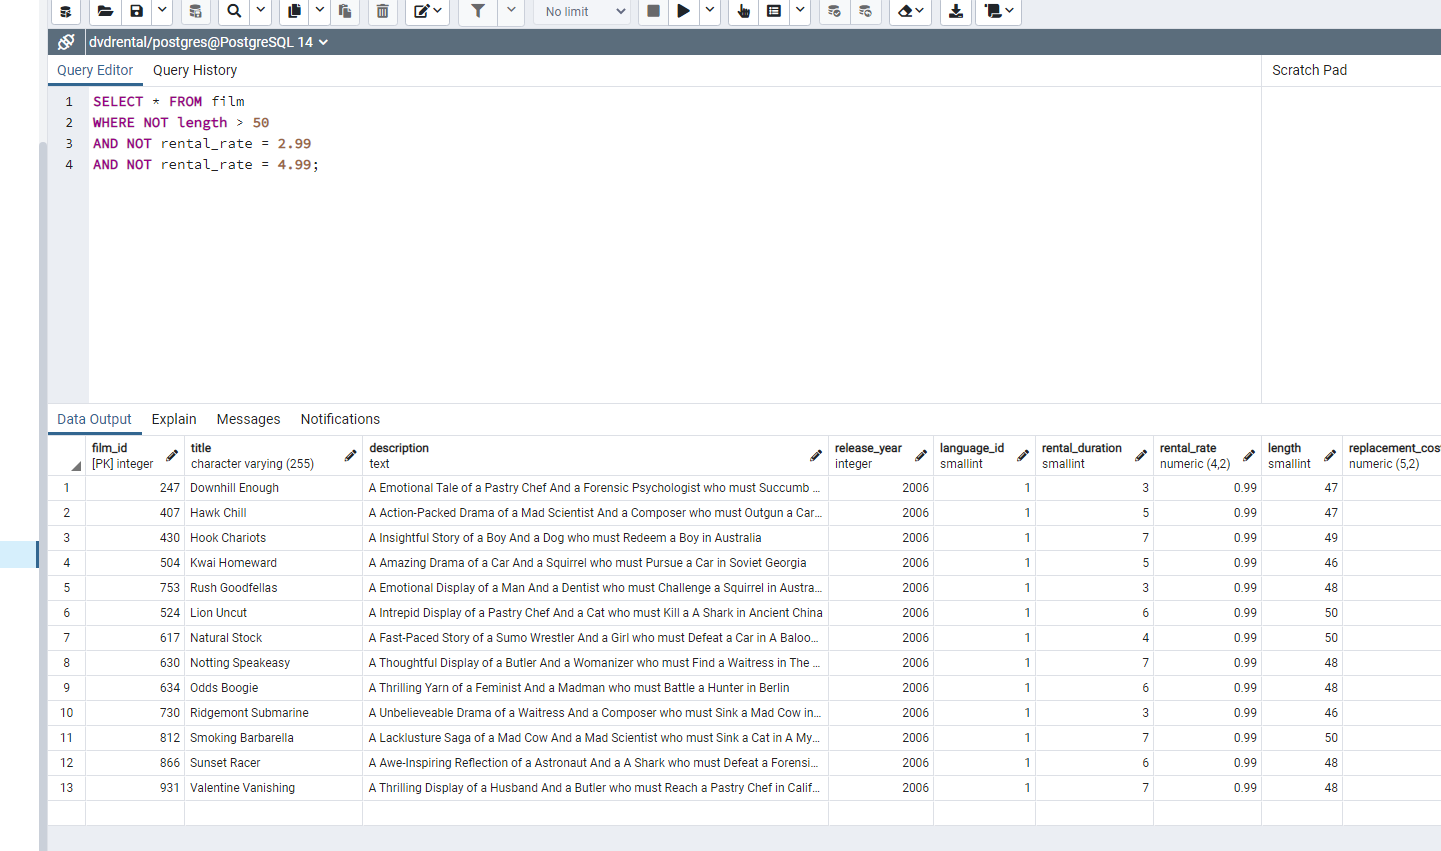 No limit
dvdrental/postgres@PostgreSQL 14
Query Editor Query History Scratch Pad
1 SELECT * FROM film
2 WHERE NOT length > 50
3 AND NOT rental_rate = 2.99
4 AND NOT rental_rate = 4.99;
Data Output Explain Messages Notifications
film_id title description release_year language_id rental_duration rental_rate length replacement_cos
[PK] integer character varying (255) text integer smallint smallint numeric (4,2) smallint numeric (5,2)
1 247 Downhill Enough A Emotional Tale of a Pastry Chef And a Forensic Psychologist who must Succumb ... 2006 1 3 0.99 47
2 407 Hawk Chill A Action-Packed Drama of a Mad Scientist And a Composer who must Outgun a Car... 2006 1 5 0.99 47
3 430 Hook Chariots A Insightful Story of a Boy And a Dog who must Redeem a Boy in Australia 2006 1 7 0.99 49
4 504 Kwai Homeward A Amazing Drama of a Car And a Squirrel who must Pursue a Car in Soviet Georgia 2006 1 5 0.99 46
5 753 Rush Goodfellas A Emotional Display of a Man And a Dentist who must Challenge a Squirrel in Austra... 2006 1 3 0.99 48
6 524 Lion Uncut A Intrepid Display of a Pastry Chef And a Cat who must Kill a A Shark in Ancient China 2006 1 6 0.99 50
7 617 Natural Stock A Fast-Paced Story of a Sumo Wrestler And a Girl who must Defeat a Car in A Baloo... 2006 1 4 0.99 50
8 630 Notting Speakeasy A Thoughtful Display of a Butler And a Womanizer who must Find a Waitress in The ... 2006 1 7 0.99 48
9 634 Odds Boogie A Thrilling Yarn of a Feminist And a Madman who must Battle a Hunter in Berlin 2006 1 6 0.99 48
10 730 Ridgemont Submarine A Unbelieveable Drama of a Waitress And a Composer who must Sink a Mad Cow in... 2006 1 3 0.99 46
11 812 Smoking Barbarella A Lacklusture Saga of a Mad Cow And a Mad Scientist who must Sink a Cat in A My... 2006 1 7 0.99 50
12 866 Sunset Racer A Awe-Inspiring Reflection of a Astronaut And a A Shark who must Defeat a Forensi... 2006 1 6 0.99 48
13 931 Valentine Vanishing A Thrilling Display of a Husband And a Butler who must Reach a Pastry Chef in Calif... 2006 1 7 0.99 48